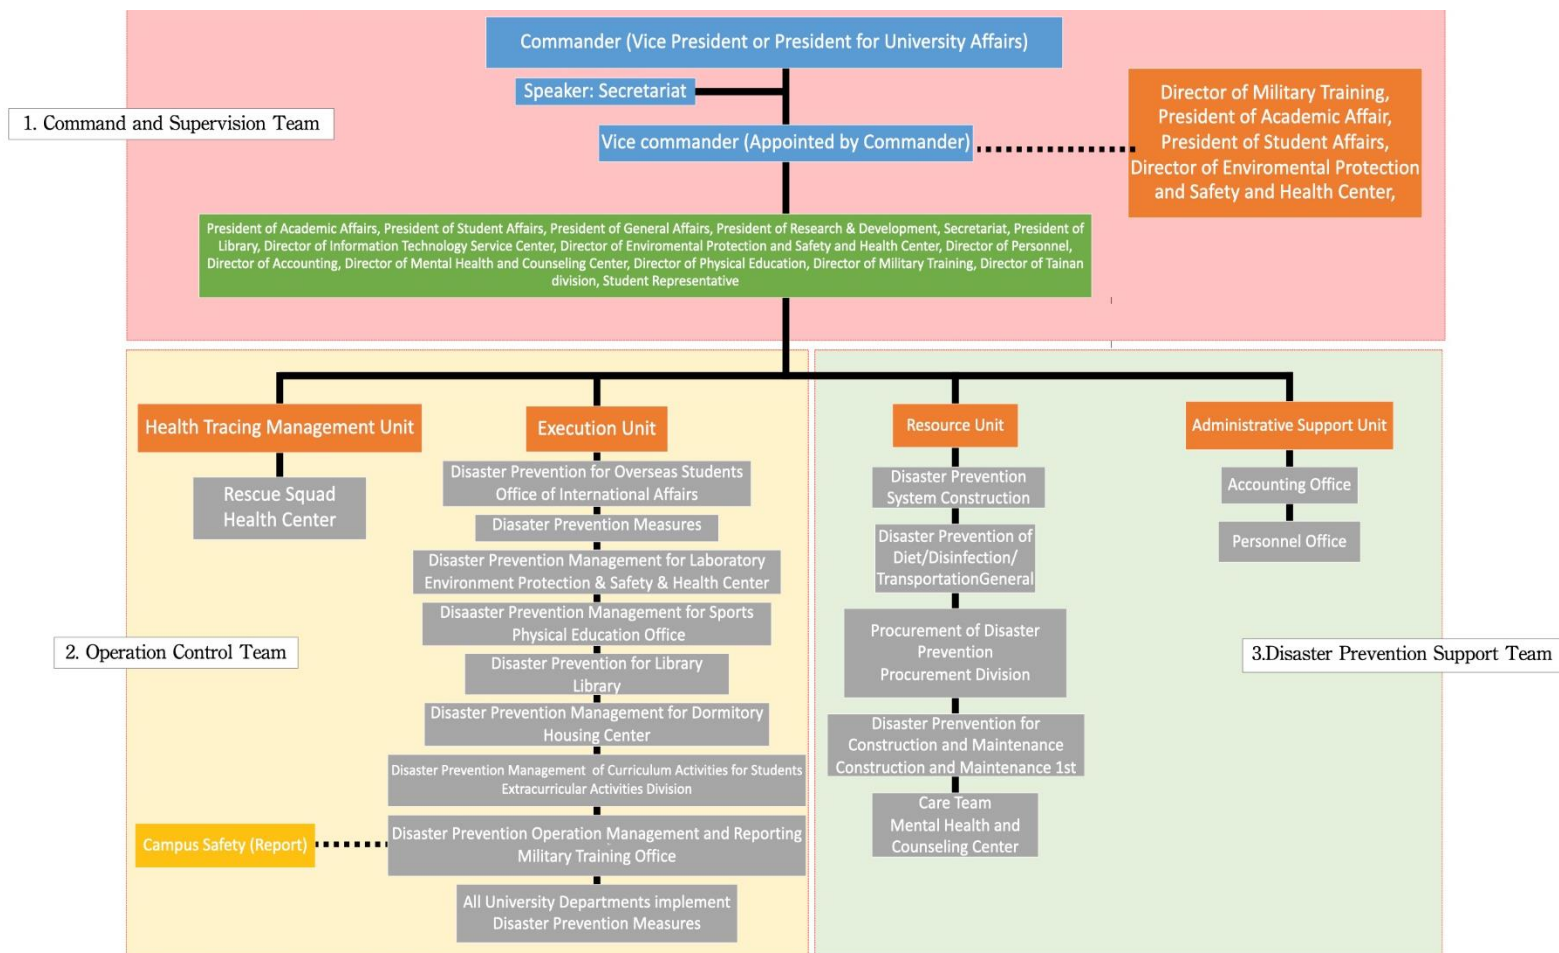 Commander (Vice President or President for University Affairs)
Speaker: Secretariat
1. Command and Supervision Team
Vice commander (Appointed by Commander)
Director of Military Training,
President of Academic Affair,
President of Student Affairs,
Director of Enviromental Protection
and Safety and Health Center,
President of Academic Affairs, President of Student Affairs, President of General Affairs, President of Research & Development, Secretariat, President of
Library, Director of Information Technology Service Center, Director of Enviromental Protection and Safety and Health Center, Director of Personnel,
Director of Accounting, Director of Mental Health and Counseling Center, Director of Physical Education, Director of Military Training, Director of Tainan
division, Student Representative
Health Tracing Management Unit
Rescue Squad
Health Center
Execution Unit
Disaster Prevention for Overseas Students
Office of International Affairs
Diasater Prevention Measures
Disaster Prevention Management for Laboratory
Environment Protection & Safety & Health Center
Disaaster Prevention Management for Sports
Physical Education Office
2. Operation Control Team
Disaster Prevention for Library
Library
Disaster Prevention Management for Dormitory
Housing Center
Disaster Prevention Management of Curriculum Activities for Students
Extracurricular Activities Division
Campus Safety (Report)
Disaster Prevention Operation Management and Reporting
Military Training Office
All University Departments implement
Disaster Prevention Measures
Resource Unit
Disaster Prevention
System Construction
Disaster Prevention of
Diet/Disinfection/
TransportationGeneral
Procurement of Disaster
Prevention
Procurement Division
Disaster Prenvention for
Construction and Maintenance
Construction and Maintenance 1st
Care Team
Mental Health and
Counseling Center
Administrative Support Unit
Accounting Office
Personnel Office
3.Disaster Prevention Support Team